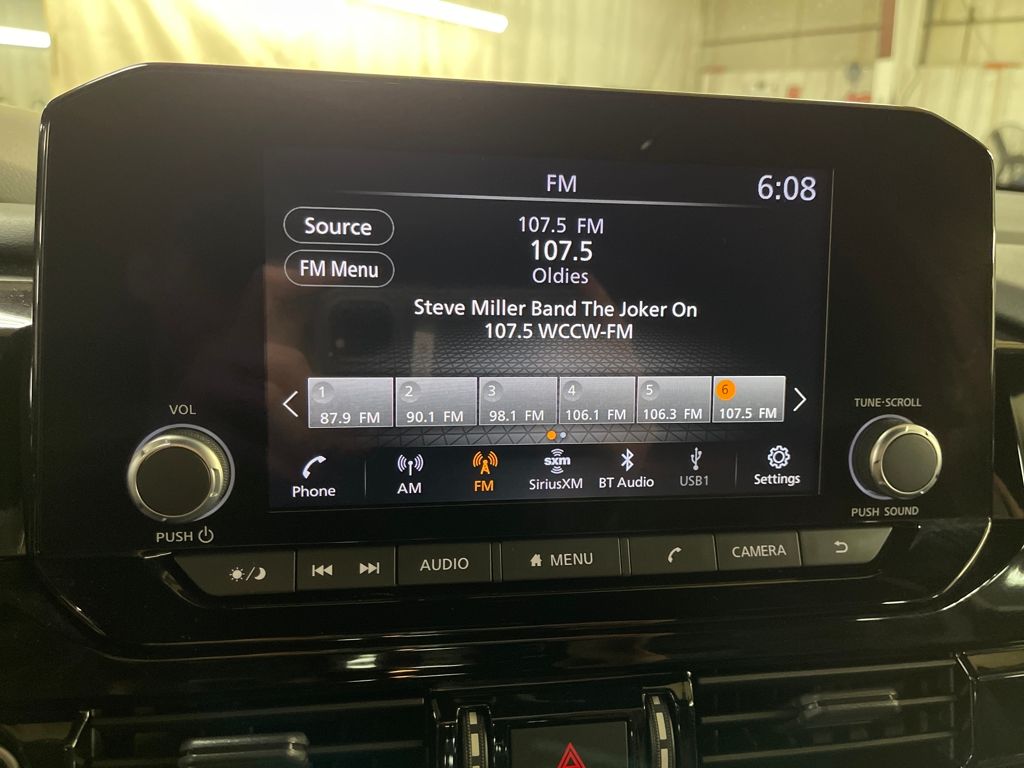 FM
6:08
Source
FM Menu
107.5 FM
107.5
Oldies
Steve Miller Band The Joker On
107.5 WCCW-FM
1
87.9 FM
2
90.1 FM
3
98.1 FM
4
106.1 FM
5
106.3 FM
6
107.5 FM
Phone
AM
FM
sxm
SiriusXM
BT Audio
USB1
Settings
VOL
PUSH
TUNE·SCROLL
PUSH SOUND
AUDIO
MENU
CAMERA